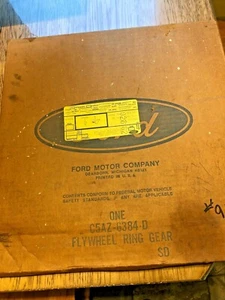 Ford
FORD MOTOR COMPANY
DEARBORN, MICHIGAN 48121
PRINTED IN U.S.A.
CONTENTS CONFORM TO FEDERAL MOTOR VEHICLE
SAFETY STANDARDS, IF ANY ARE APPLICABLE
ONE
C5AZ-6384-D
FLYWHEEL RING GEAR
SD